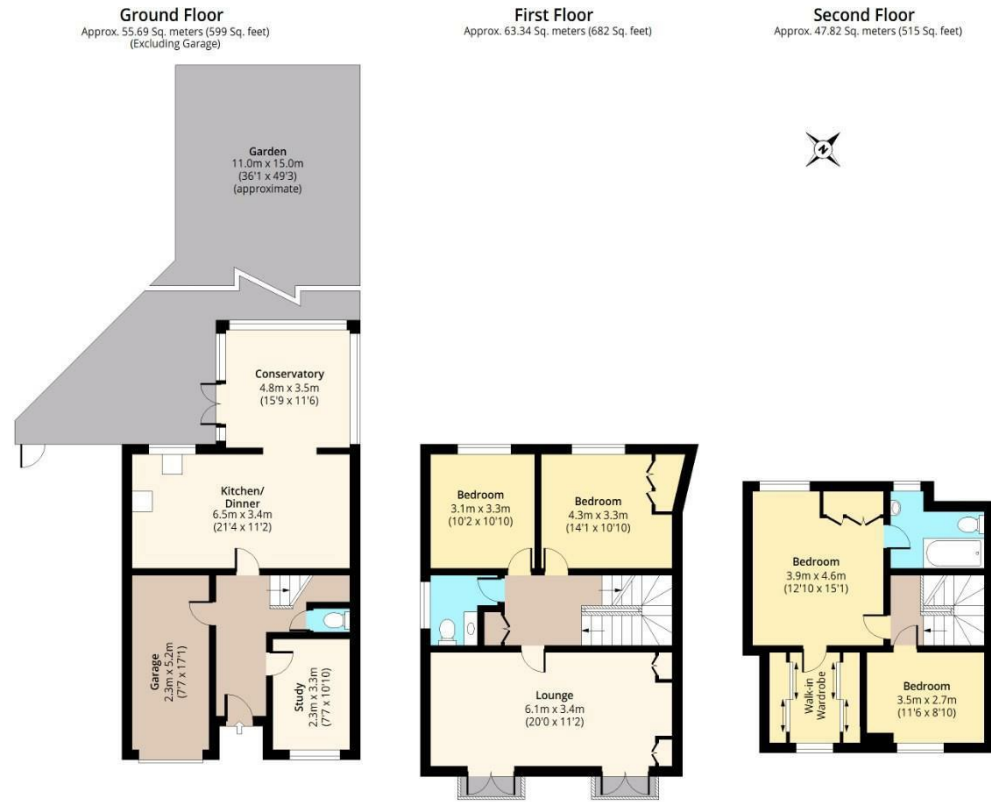 Ground Floor
Approx. 55.69 Sq. meters (599 Sq. feet)
(Excluding Garage)
First Floor
Approx. 63.34 Sq. meters (682 Sq. feet)
Second Floor
Approx. 47.82 Sq. meters (515 Sq. feet)
N
Garden
11.0m x 15.0m
(36'1 x 49'3)
(approximate)
Conservatory
4.8m x 3.5m
(15'9 x 11'6)
Kitchen/
Dinner
6.5m x 3.4m
(21'4 x 11'2)
Garage
2.3m x 5.2m
(7'7 x 17'1)
Study
2.3m x 3.3m
(7'7 x 10'10)
Bedroom
3.1m x 3.3m
(10'2 x 10'10)
Bedroom
4.3m x 3.3m
(14'1 x 10'10)
Lounge
6.1m x 3.4m
(20'0 x 11'2)
Bedroom
3.9m x 4.6m
(12'10 x 15'1)
Walk-in
Wardrobe
Bedroom
3.5m x 2.7m
(11'6 x 8'10)